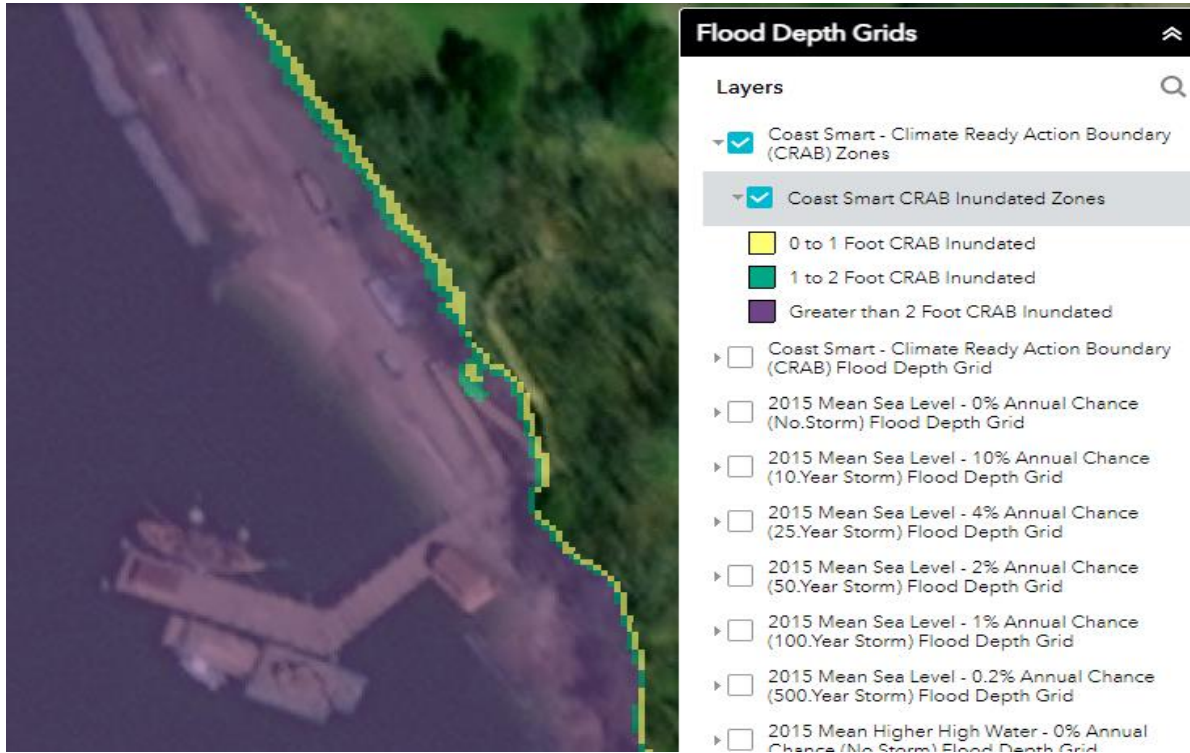 Flood Depth Grids
Layers
Coast Smart - Climate Ready Action Boundary
(CRAB) Zones
Coast Smart CRAB Inundated Zones
0 to 1 Foot CRAB Inundated
1 to 2 Foot CRAB Inundated
Greater than 2 Foot CRAB Inundated
Coast Smart - Climate Ready Action Boundary
(CRAB) Flood Depth Grid
2015 Mean Sea Level - 0% Annual Chance
(No.Storm) Flood Depth Grid
2015 Mean Sea Level - 10% Annual Chance
(10.Year Storm) Flood Depth Grid
2015 Mean Sea Level - 4% Annual Chance
(25.Year Storm) Flood Depth Grid
2015 Mean Sea Level - 2% Annual Chance
(50.Year Storm) Flood Depth Grid
2015 Mean Sea Level - 1% Annual Chance
(100.Year Storm) Flood Depth Grid
2015 Mean Sea Level - 0.2% Annual Chance
(500.Year Storm) Flood Depth Grid
2015 Mean Higher High Water - 0% Annual
Chance (No.Storm) Flood Depth Grid